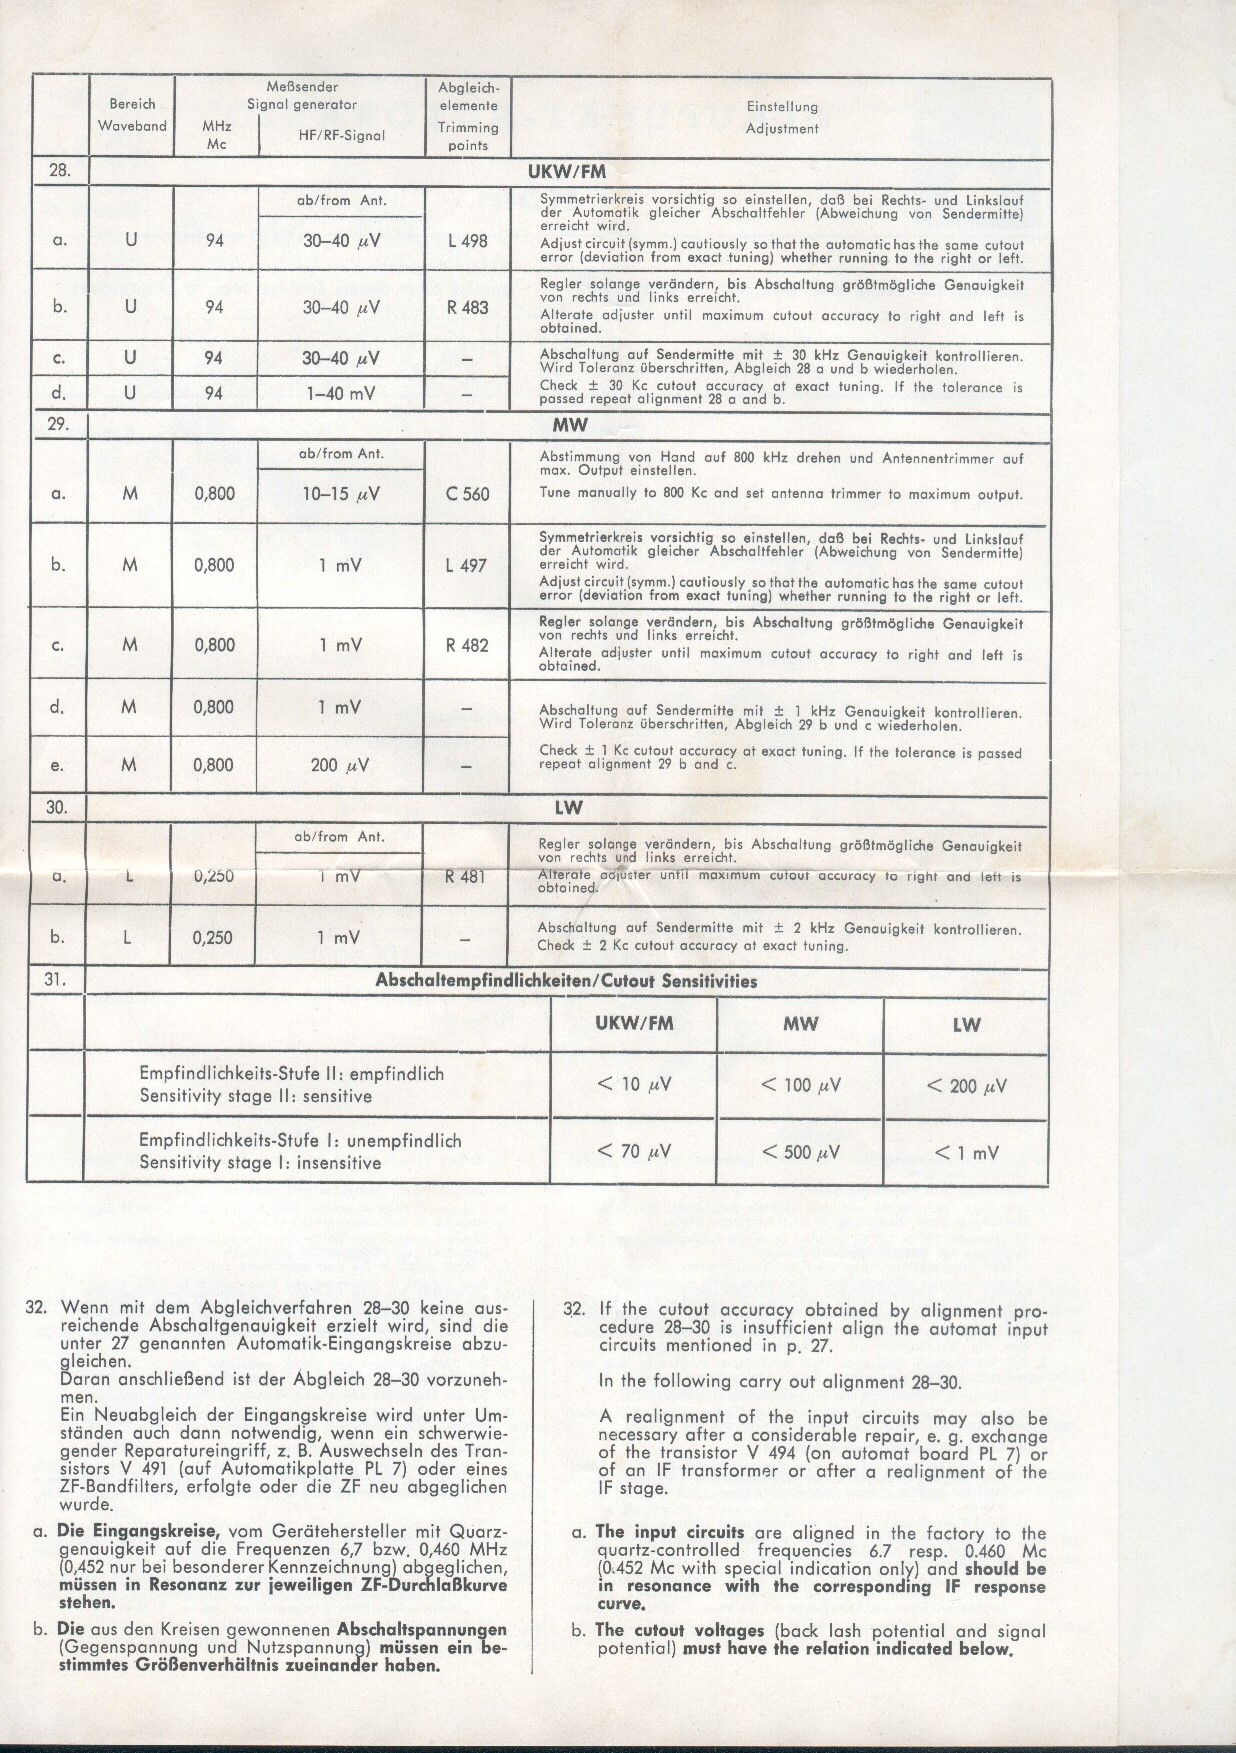 Bereich
Waveband
Meßsender
Signal generator
MHz
Mc
HF/RF-Signal
Abgleich-
elemente
Trimming
points
Einstellung
Adjustment
28.
UKW/FM
a.
U
94
ab/from Ant.
30–40 µV
L 498
Symmetrierkreis vorsichtig so einstellen, daß bei Rechts- und Linkslauf
der Automatik gleicher Abschaltfehler (Abweichung von Sendermitte)
erreicht wird.
Adjust circuit (symm.) cautiously so that the automatic has the same cutout
error (deviation from exact tuning) whether running to the right or left.
b.
U
94
30–40 µV
R 483
Regler solange verändern, bis Abschaltung größtmögliche Genauigkeit
von rechts und links erreicht.
Alterate adjuster until maximum cutout accuracy to right and left is
obtained.
c.
U
94
30–40 µV
–
Abschaltung auf Sendermitte mit ± 30 kHz Genauigkeit kontrollieren.
Wird Toleranz überschritten, Abgleich 28 a und b wiederholen.
d.
U
94
1–40 mV
–
Check ± 30 Kc cutout accuracy at exact tuning. If the tolerance is
passed repeat alignment 28 a and b.
29.
MW
a.
M
0,800
ab/from Ant.
10–15 µV
C 560
Abstimmung von Hand auf 800 kHz drehen und Antennentrimmer auf
max. Output einstellen.
Tune manually to 800 Kc and set antenna trimmer to maximum output.
b.
M
0,800
1 mV
L 497
Symmetrierkreis vorsichtig so einstellen, daß bei Rechts- und Linkslauf
der Automatik gleicher Abschaltfehler (Abweichung von Sendermitte)
erreicht wird.
Adjust circuit (symm.) cautiously so that the automatic has the same cutout
error (deviation from exact tuning) whether running to the right or left.
c.
M
0,800
1 mV
R 482
Regler solange verändern, bis Abschaltung größtmögliche Genauigkeit
von rechts und links erreicht.
Alterate adjuster until maximum cutout accuracy to right and left is
obtained.
d.
M
0,800
1 mV
–
Abschaltung auf Sendermitte mit ± 1 kHz Genauigkeit kontrollieren.
Wird Toleranz überschritten, Abgleich 29 b und c wiederholen.
e.
M
0,800
200 µV
–
Check ± 1 Kc cutout accuracy at exact tuning. If the tolerance is passed
repeat alignment 29 b and c.
30.
LW
a.
L
0,250
ab/from Ant.
1 mV
R 481
Regler solange verändern, bis Abschaltung größtmögliche Genauigkeit
von rechts und links erreicht.
Alterate adjuster until maximum cutout accuracy to right and left is
obtained.
b.
L
0,250
1 mV
–
Abschaltung auf Sendermitte mit ± 2 kHz Genauigkeit kontrollieren.
Check ± 2 Kc cutout accuracy at exact tuning.
31.
Abschaltempfindlichkeiten/Cutout Sensitivities
UKW/FM
MW
LW
Empfindlichkeits-Stufe II: empfindlich
Sensitivity stage II: sensitive
< 10 µV
< 100 µV
< 200 µV
Empfindlichkeits-Stufe I: unempfindlich
Sensitivity stage I: insensitive
< 70 µV
< 500 µV
< 1 mV
32. Wenn mit dem Abgleichverfahren 28–30 keine aus-
reichende Abschaltgenauigkeit erzielt wird, sind die
unter 27 genannten Automatik-Eingangskreise abzu-
gleichen.
Daran anschließend ist der Abgleich 28–30 vorzuneh-
men.
Ein Neuabgleich der Eingangskreise wird unter Um-
ständen auch dann notwendig, wenn ein schwerwie-
gender Reparatureingriff, z. B. Auswechseln des Tran-
sistors V 491 (auf Automatikplatte PL 7) oder eines
ZF-Bandfilters, erfolgte oder die ZF neu abgeglichen
wurde.
a. Die Eingangskreise, vom Gerätehersteller mit Quarz-
genauigkeit auf die Frequenzen 6,7 bzw. 0,460 MHz
(0,452 nur bei besonderer Kennzeichnung) abgeglichen,
müssen in Resonanz zur jeweiligen ZF-Durchlaßkurve
stehen.
b. Die aus den Kreisen gewonnenen Abschaltspannungen
(Gegenspannung und Nutzspannung) müssen ein be-
stimmtes Größenverhältnis zueinander haben.
32. If the cutout accuracy obtained by alignment pro-
cedure 28–30 is insufficient align the automat input
circuits mentioned in p. 27.
In the following carry out alignment 28–30.
A realignment of the input circuits may also be
necessary after a considerable repair, e. g. exchange
of the transistor V 494 (on automat board PL 7) or
of an IF transformer or after a realignment of the
IF stage.
a. The input circuits are aligned in the factory to the
quartz-controlled frequencies 6.7 resp. 0.460 Mc
(0.452 Mc with special indication only) and should be
in resonance with the corresponding IF response
curve.
b. The cutout voltages (back lash potential and signal
potential) must have the relation indicated below.